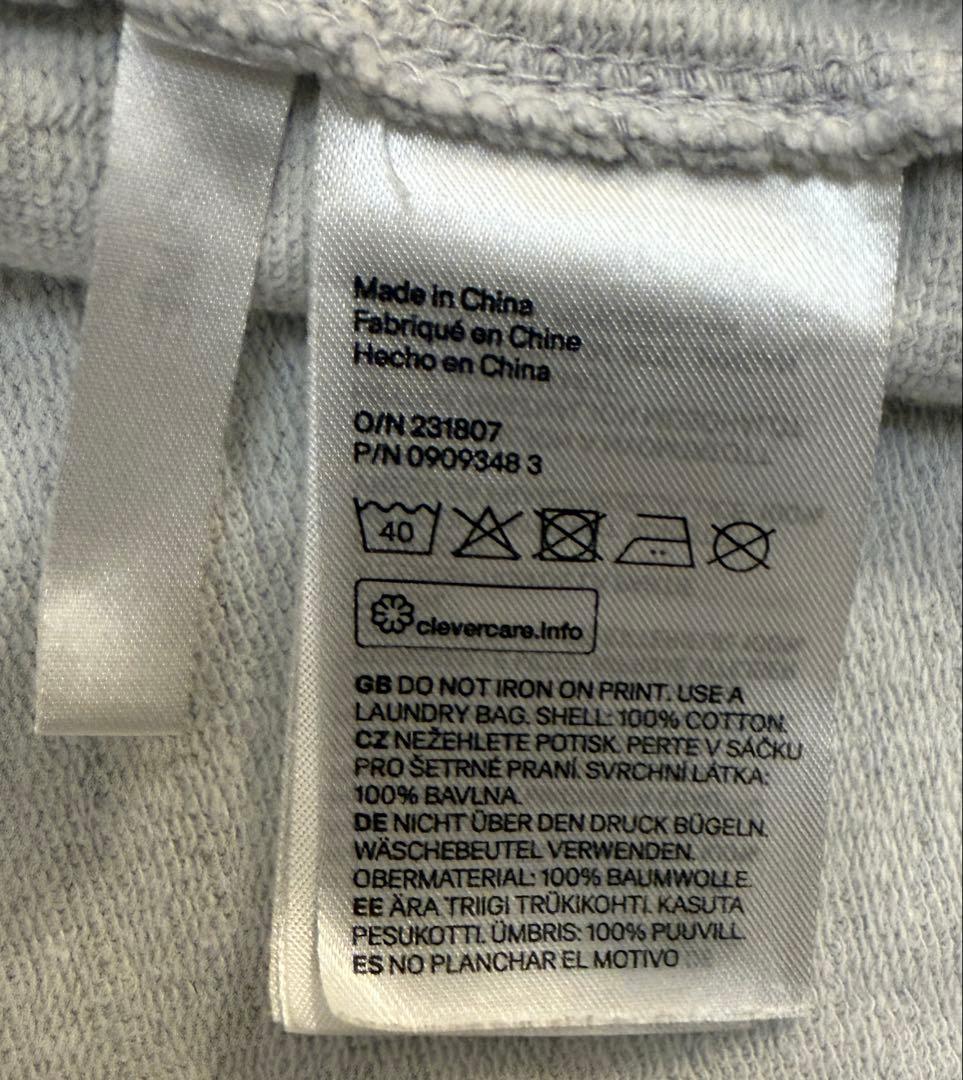 Made in China
Fabriqué en Chine
Hecho en China
O/N 231807
P/N 0909348 3
40
clevercare.info
GB DO NOT IRON ON PRINT. USE A
LAUNDRY BAG. SHELL: 100% COTTON.
CZ NEŽEHLETE POTISK. PERTE V SÁČKU
PRO ŠETRNÉ PRANÍ. SVRCHNI LÁTKA:
100% BAVLNA.
DE NICHT ÜBER DEN DRUCK BÜGELN.
WÄSCHEBEUTEL VERWENDEN.
OBERMATERIAL: 100% BAUMWOLLE.
EE ÄRA TRIIGI TRÜKIKOHTI. KASUTA
PESUKOTTI. ÜMBRIS: 100% PUUVILL.
ES NO PLANCHAR EL MOTIVO